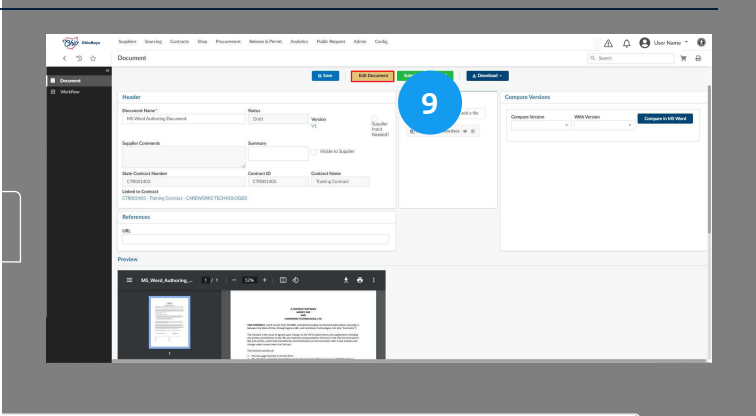 OhioBuys
Suppliers Sourcing Contracts Shop Procurement Release & Permit Analytics Public Request Admin Config
User Name
Document
Search
Document
Workflow
Save Edit Document Download
9
Header
Document Name*
MS Word Authoring Document
Status
Draft
Version
V1
Supplier Input Needed?
Supplier Comments
Summary
Visible to Supplier
State Contract Number
CTR001403
Contract ID
CTR001403
Contract Name
Training Contract
Linked to Contract
CTR001403 - Training Contract - CAREWORKS TECHNOLOGIES
References
URL
add a file
.docx
Compare Versions
Compare Version With Version Compare in MS Word
Preview
MS_Word_Authoring_... 1 / 1 52%
1